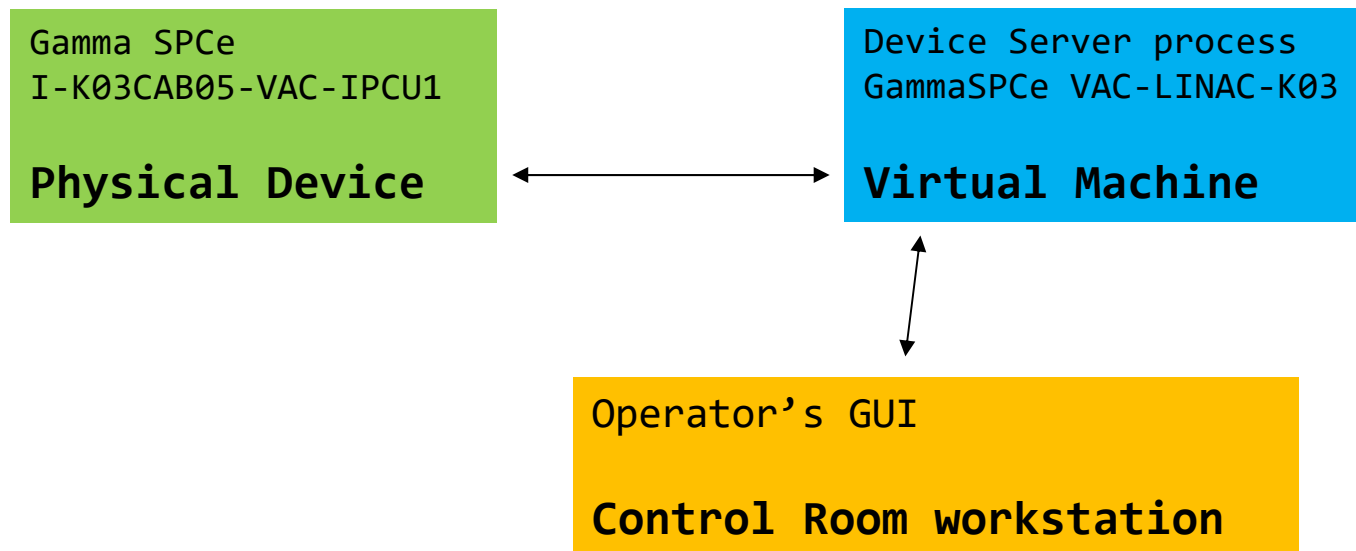 Gamma SPCe
I-K03CAB05-VAC-IPCU1
Physical Device
Device Server process
GammaSPCe VAC-LINAC-K03
Virtual Machine
Operator’s GUI
Control Room workstation